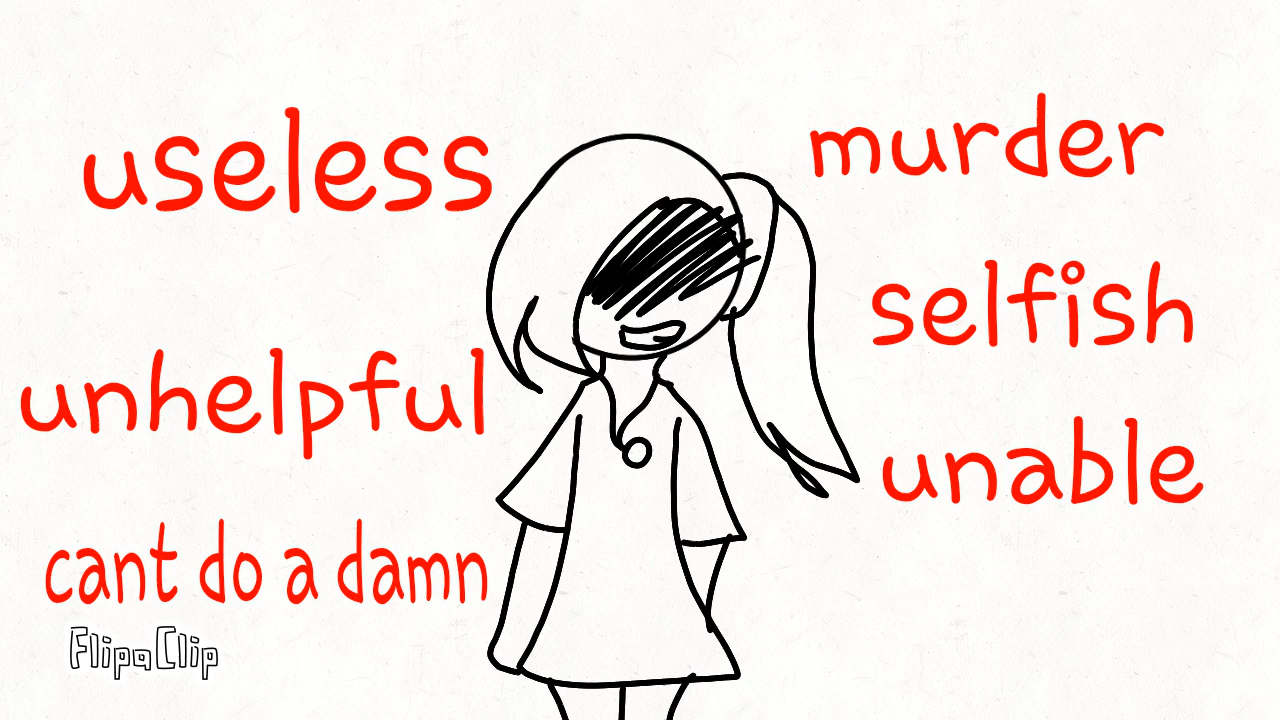 useless
murder
selfish
unhelpful
unable
cant do a damn
FlipaClip